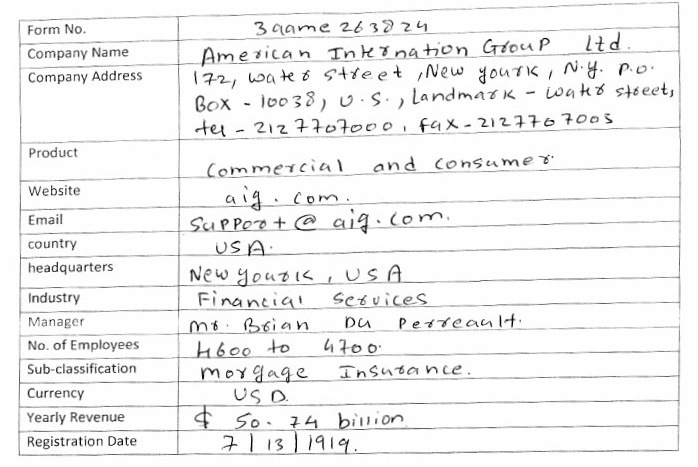 Form No. 3aame263824
Company Name American Internation Group Ltd.
Company Address 172, water street, New yourk, N.y. P.o.
Box - 10038, U.S., Landmark - water street,
tel - 2127707000, fax - 2127707003
Product Commercial and consumer.
Website aig.com.
Email Support@aig.com.
country USA.
headquarters New yourk, USA
Industry Financial Services
Manager mr. Brian Du Perreault.
No. of Employees 4600 to 4700.
Sub-classification morgage Insurance.
Currency USD.
Yearly Revenue $ 50.74 billion
Registration Date 7/13/1919.